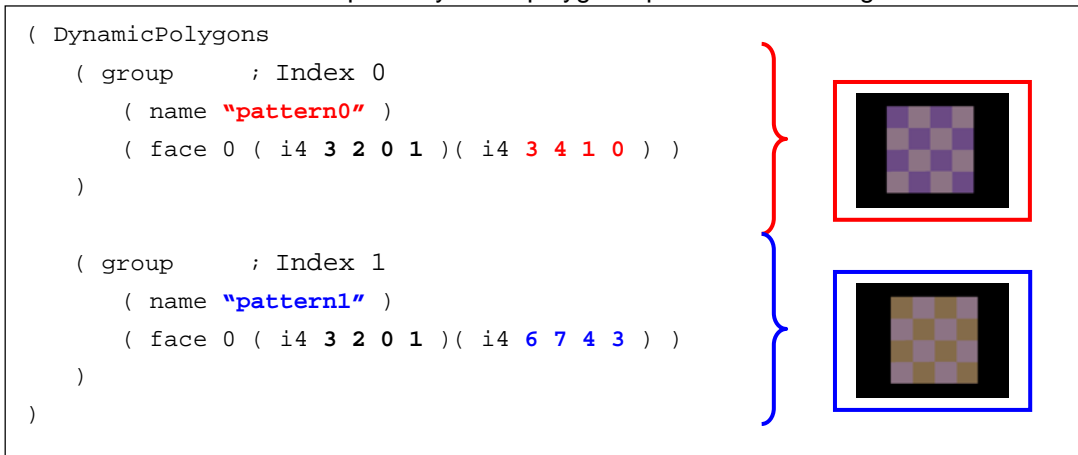 ( DynamicPolygons
( group ; Index 0
( name “pattern0” )
( face 0 ( i4 3 2 0 1 )( i4 3 4 1 0 ) )
)
( group ; Index 1
( name “pattern1” )
( face 0 ( i4 3 2 0 1 )( i4 6 7 4 3 ) )
)
)